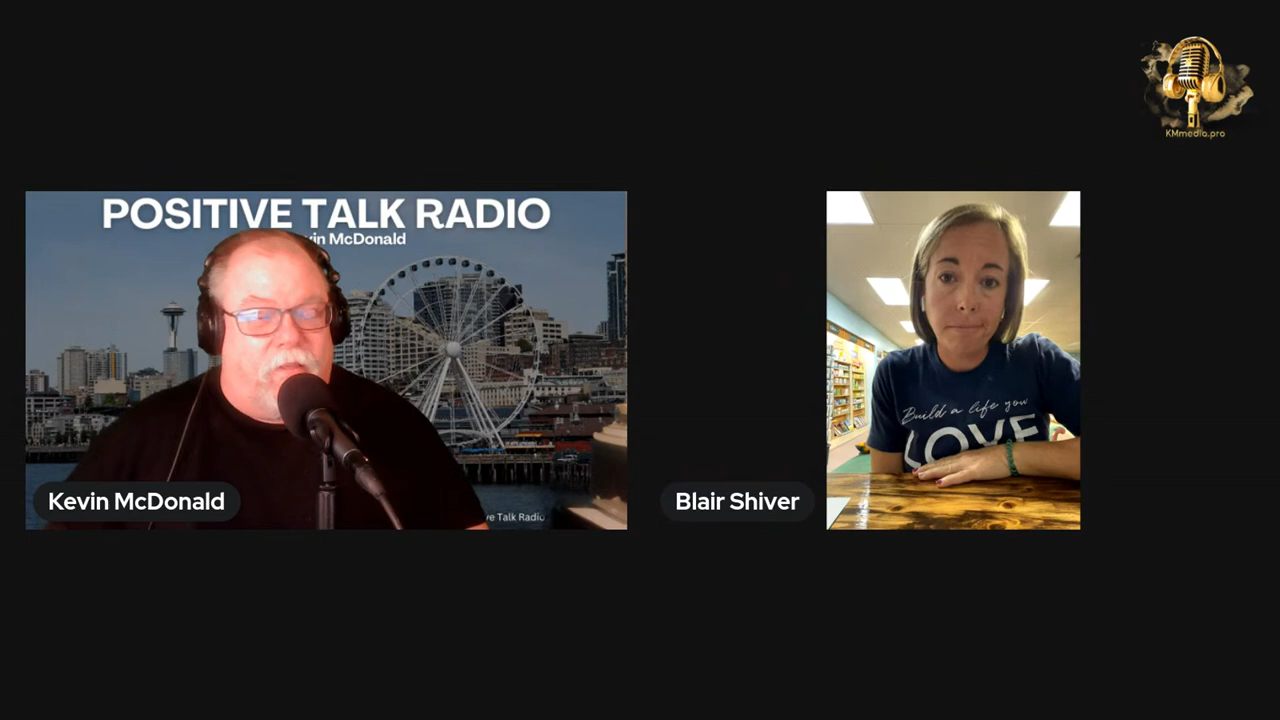 KMmedia.pro
POSITIVE TALK RADIO
vin McDonald
Build a life you
LOVE
Kevin McDonald
ve Talk Radio
Blair Shiver